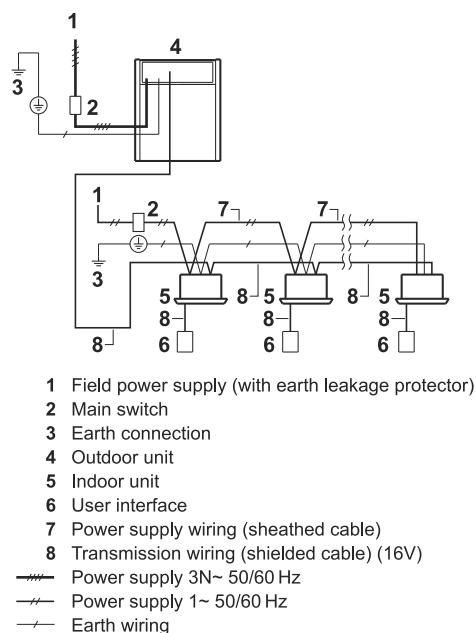 1
4
3
2
1
2
7
7
3
5
8
5
8
5
8
8
8
8
6
6
6
1 Field power supply (with earth leakage protector)
2 Main switch
3 Earth connection
4 Outdoor unit
5 Indoor unit
6 User interface
7 Power supply wiring (sheathed cable)
8 Transmission wiring (shielded cable) (16V)
Power supply 3N~ 50/60 Hz
Power supply 1~ 50/60 Hz
Earth wiring